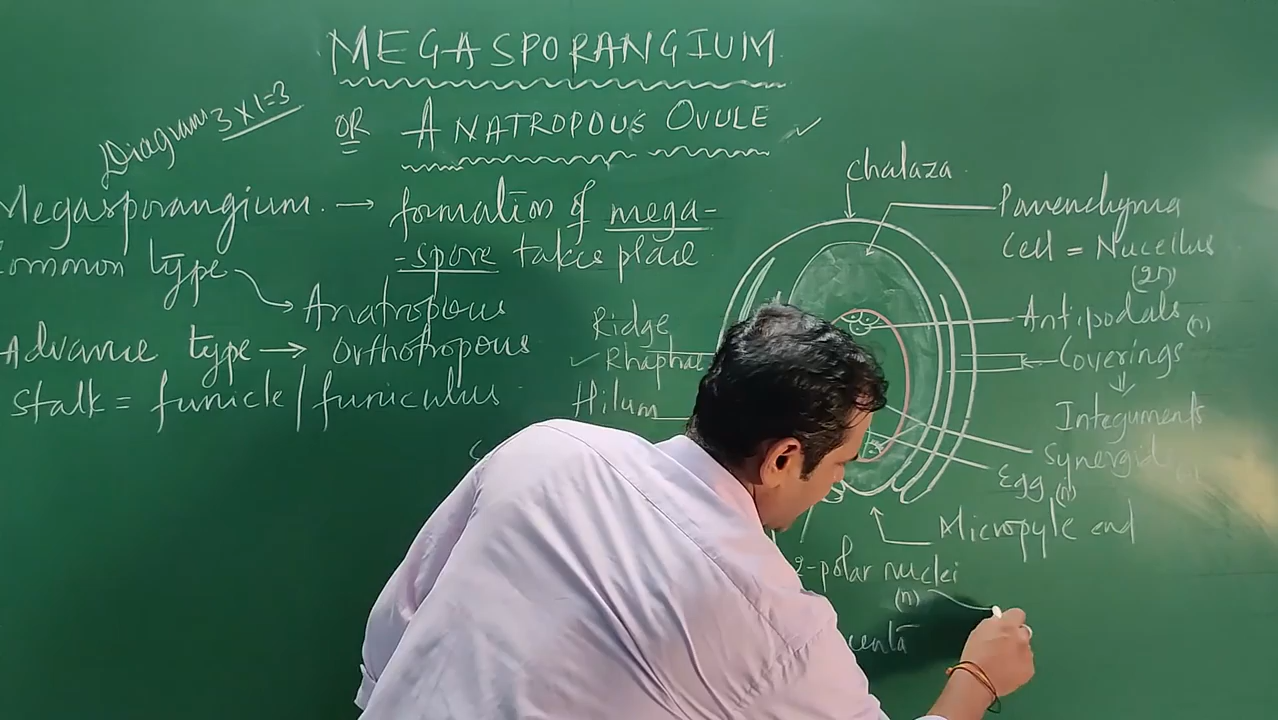 MEGASPORANGIUM
OR ANATROPOUS OVULE ✓
Diagram 3x1=3
Megasporangium. → formation of mega-
-spore takes place
Common type
Anatropous
Advance type → Orthotropous
Stalk = funicle/funiculus
chalaza
Parenchyma
Cell = Nucellus
(2n)
Antipodals (n)
Coverings
Integuments
Synergid
Egg (n)
Micropyle end
Ridge
✓ Rhaphae
Hilum
2-polar nuclei
(n)